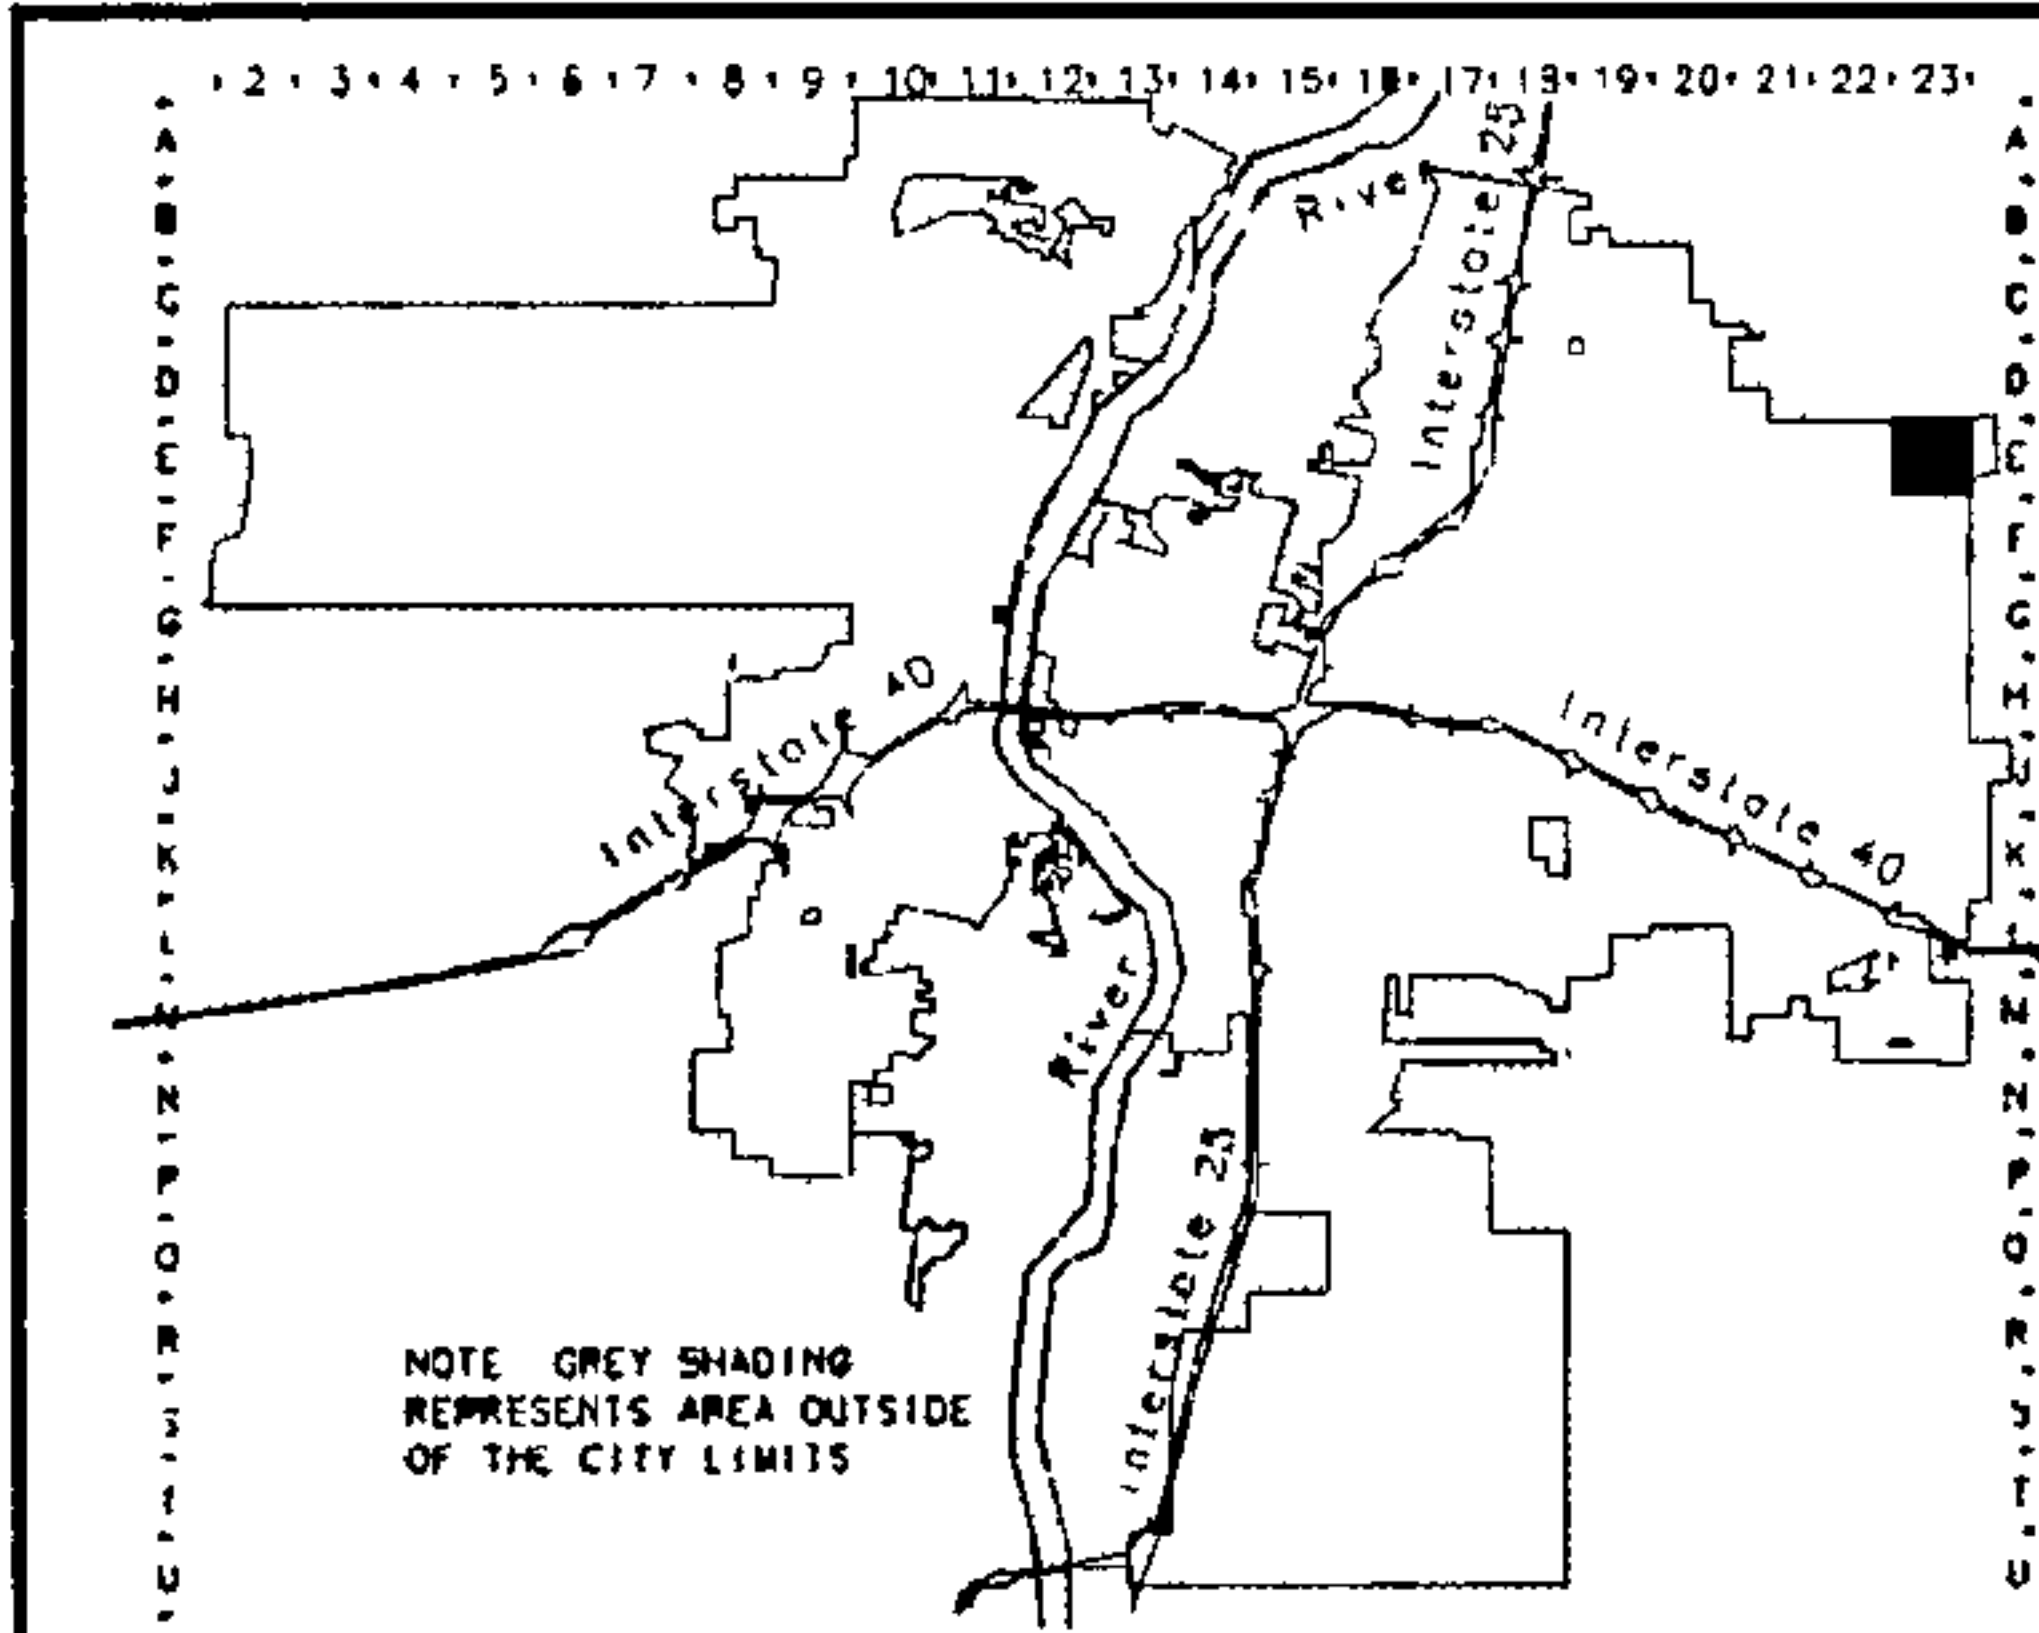 2 3 4 5 6 7 8 9 10 11 12 13 14 15 16 17 18 19 20 21 22 23
A A
B B
C C
D D
E E
F F
G G
H H
J J
K K
L L
M M
N N
P P
Q Q
R R
S S
T T
U U
River
Interstate 25
Interstate 40
Interstate 40
River
Interstate 25
NOTE GREY SHADING
REPRESENTS AREA OUTSIDE
OF THE CITY LIMITS